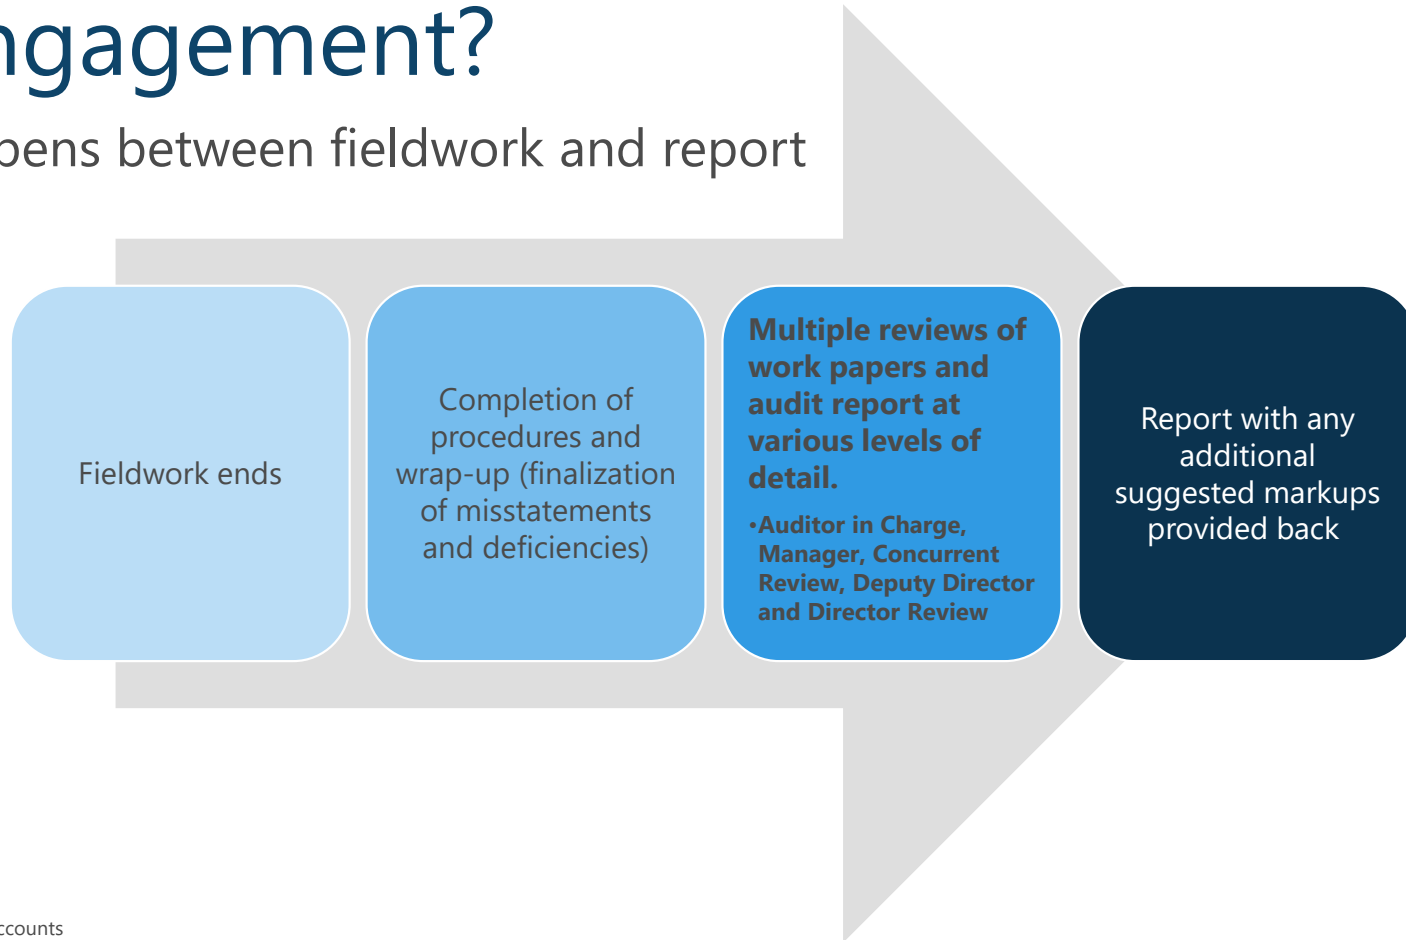 ngagement?
pens between fieldwork and report
Fieldwork ends
Completion of
procedures and
wrap-up (finalization
of misstatements
and deficiencies)
Multiple reviews of
work papers and
audit report at
various levels of
detail.
•Auditor in Charge,
Manager, Concurrent
Review, Deputy Director
and Director Review
Report with any
additional
suggested markups
provided back
ccounts